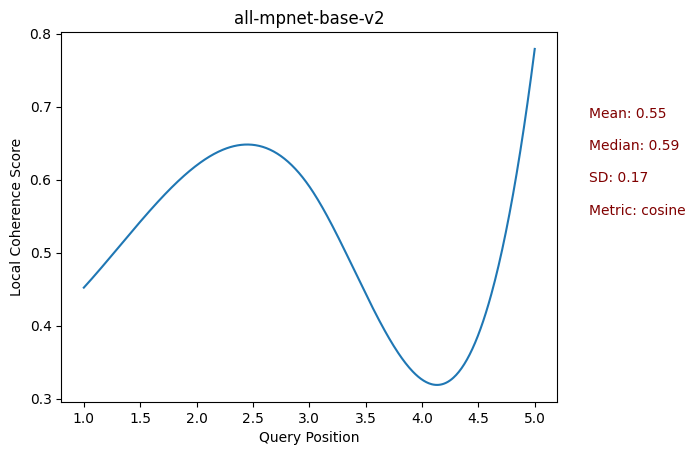 all-mpnet-base-v2
0.8
0.7
0.6
0.5
0.4
0.3
Local Coherence Score
1.0 1.5 2.0 2.5 3.0 3.5 4.0 4.5 5.0
Query Position
Mean: 0.55
Median: 0.59
SD: 0.17
Metric: cosine